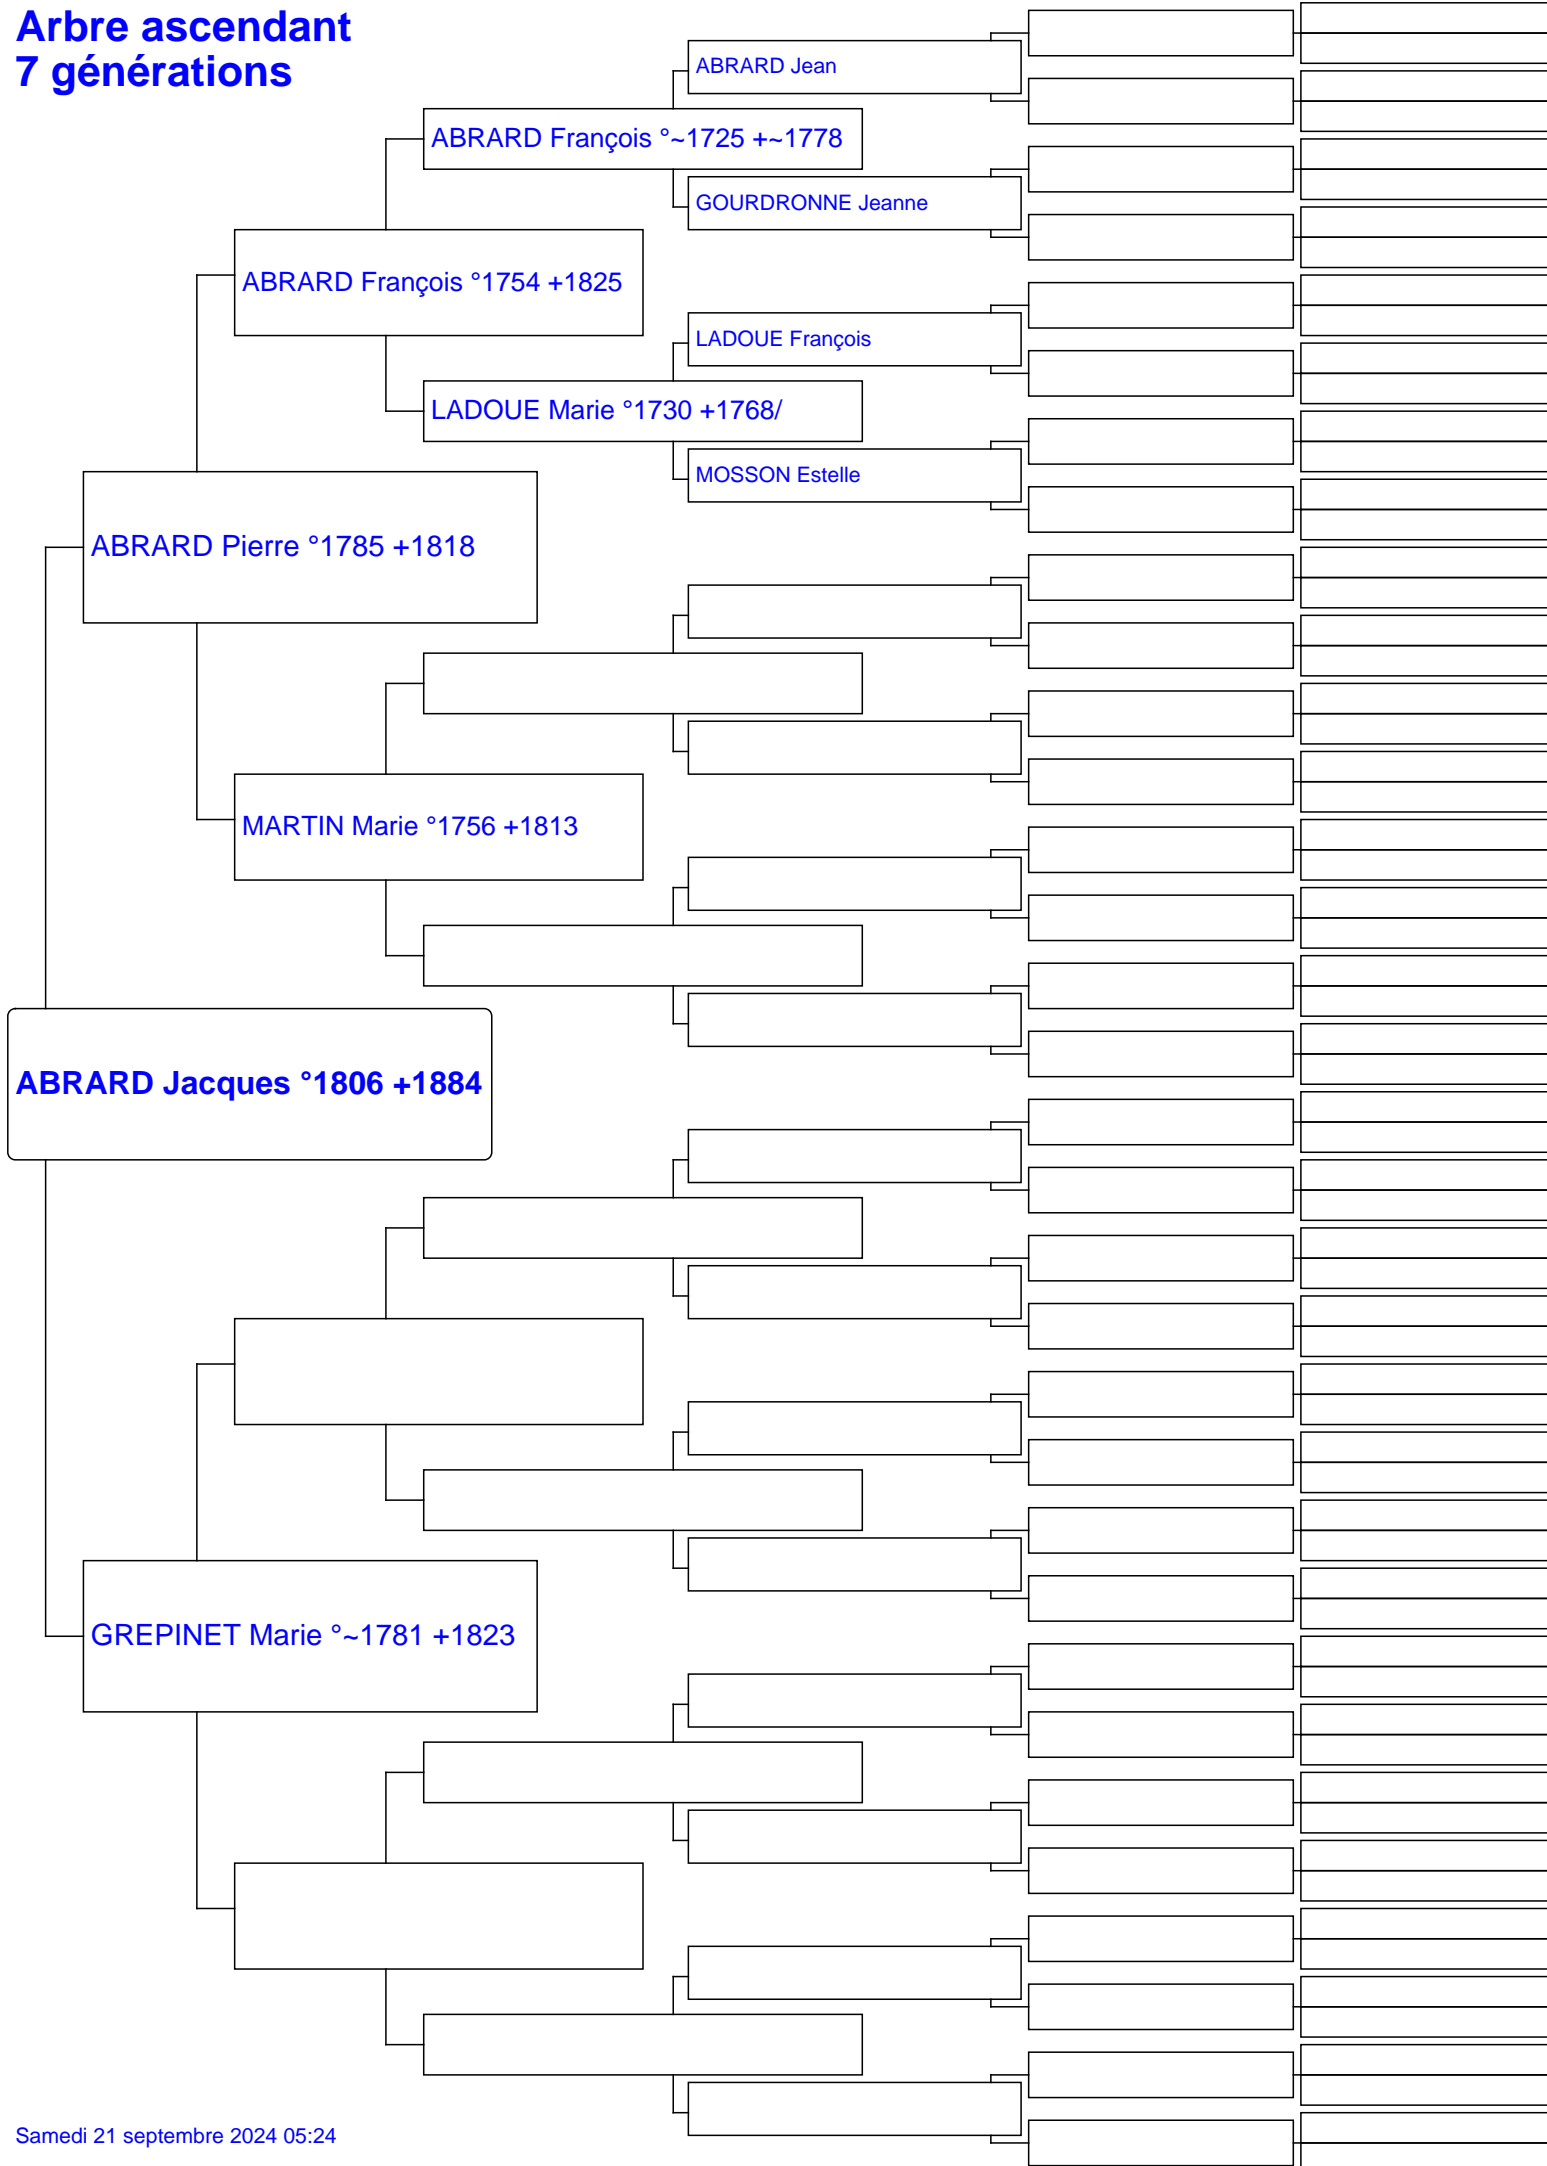 Arbre ascendant
7 générations
ABRARD Jean
ABRARD François °~1725 +~1778
GOURDRONNE Jeanne
ABRARD François °1754 +1825
LADOUE François
LADOUE Marie °1730 +1768/
MOSSON Estelle
ABRARD Pierre °1785 +1818
MARTIN Marie °1756 +1813
ABRARD Jacques °1806 +1884
GREPINET Marie °~1781 +1823
Samedi 21 septembre 2024 05:24